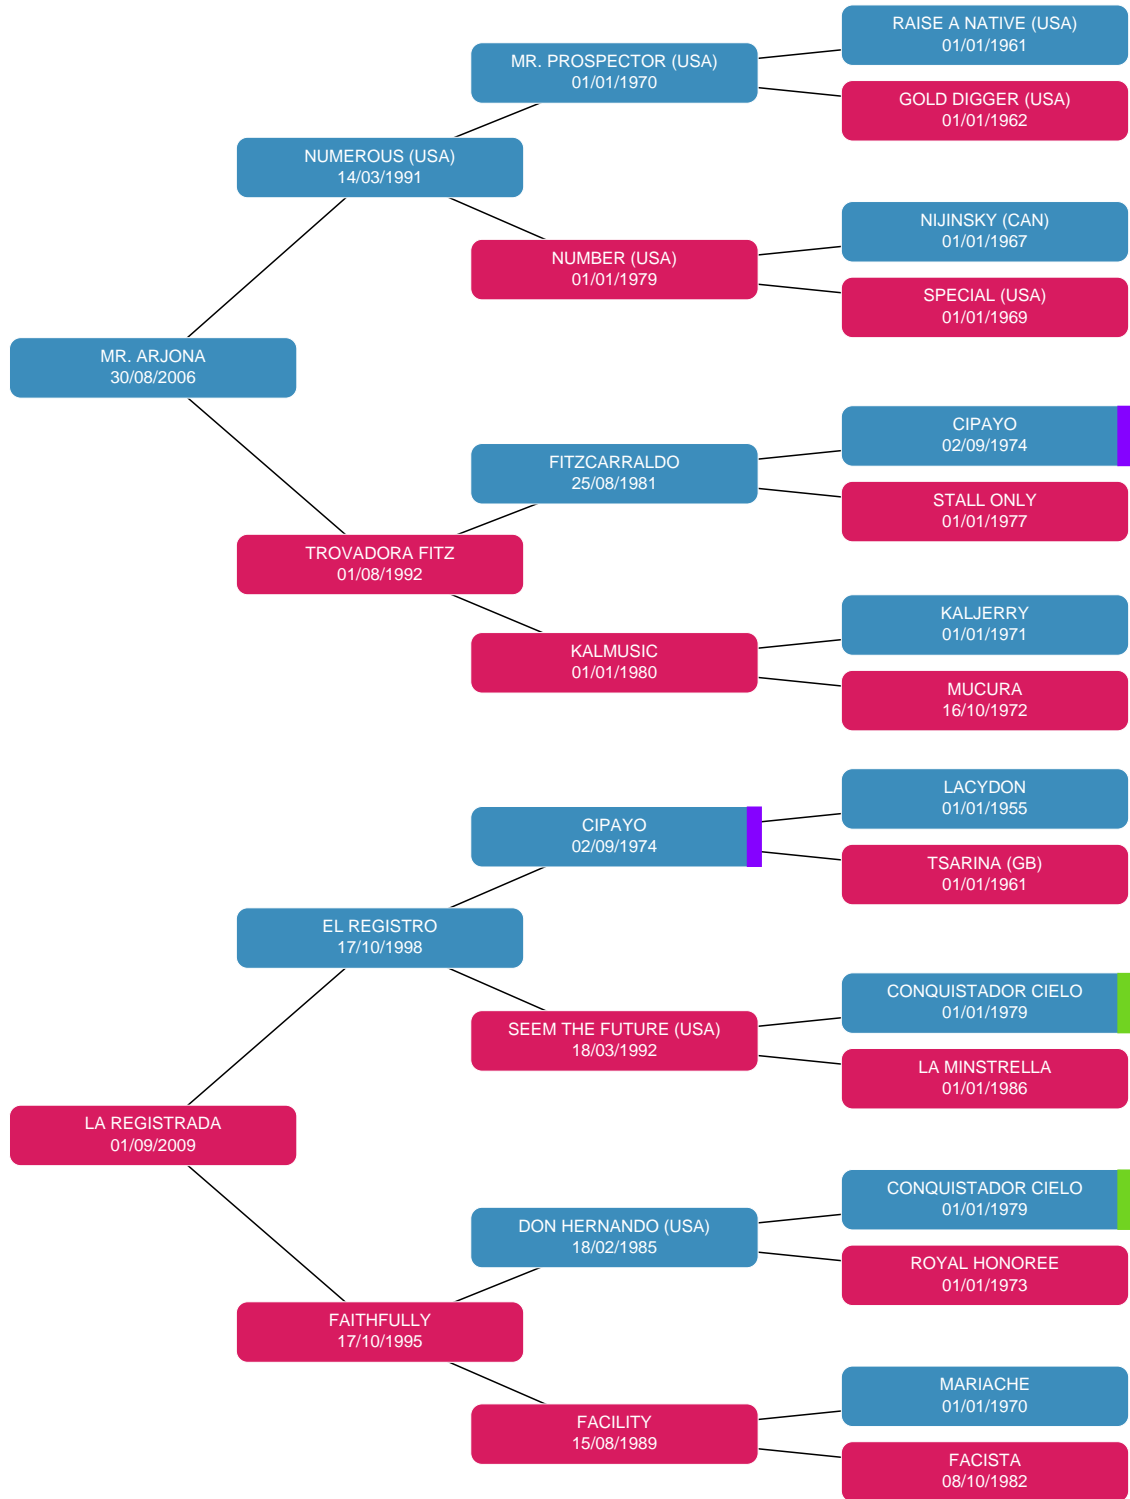 RAISE A NATIVE (USA)
01/01/1961
MR. PROSPECTOR (USA)
01/01/1970
GOLD DIGGER (USA)
01/01/1962
NUMEROUS (USA)
14/03/1991
NIJINSKY (CAN)
01/01/1967
NUMBER (USA)
01/01/1979
SPECIAL (USA)
01/01/1969
MR. ARJONA
30/08/2006
CIPAYO
02/09/1974
FITZCARRALDO
25/08/1981
STALL ONLY
01/01/1977
TROVADORA FITZ
01/08/1992
KALJERRY
01/01/1971
KALMUSIC
01/01/1980
MUCURA
16/10/1972
LACYDON
01/01/1955
CIPAYO
02/09/1974
TSARINA (GB)
01/01/1961
EL REGISTRO
17/10/1998
CONQUISTADOR CIELO
01/01/1979
SEEM THE FUTURE (USA)
18/03/1992
LA MINSTRELLA
01/01/1986
LA REGISTRADA
01/09/2009
CONQUISTADOR CIELO
01/01/1979
DON HERNANDO (USA)
18/02/1985
ROYAL HONOREE
01/01/1973
FAITHFULLY
17/10/1995
MARIACHE
01/01/1970
FACILITY
15/08/1989
FACISTA
08/10/1982